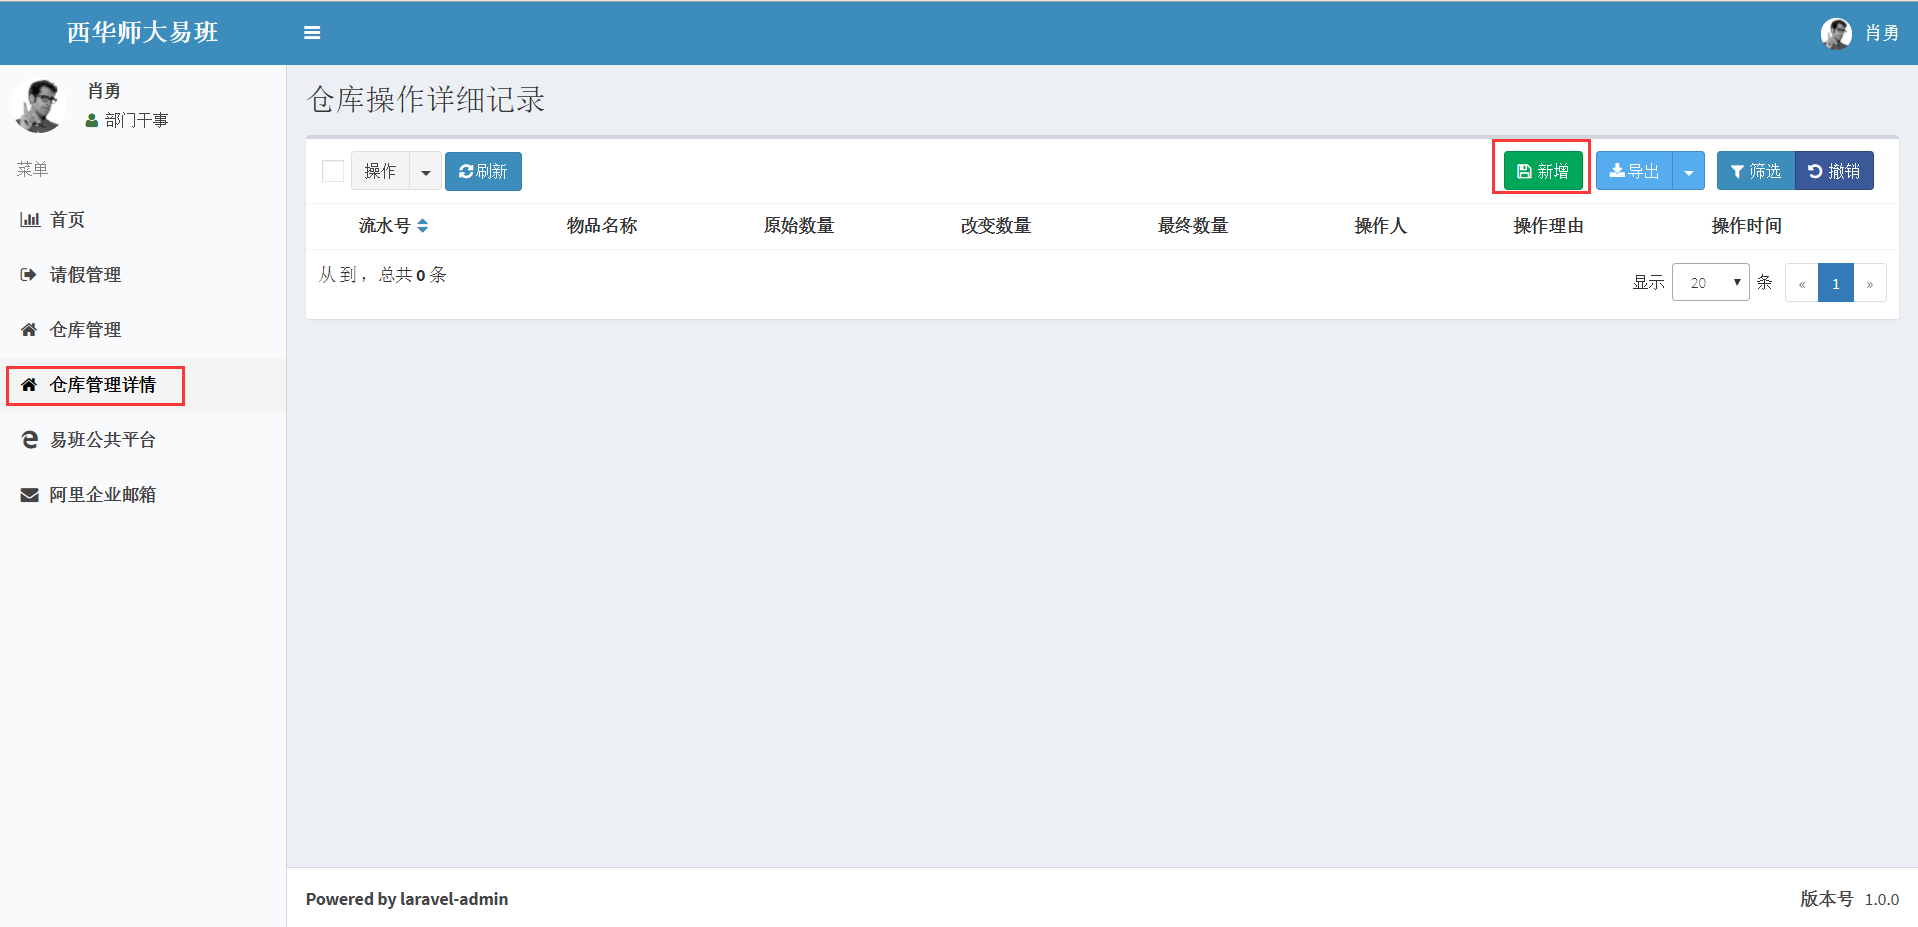 西华师大易班
肖勇
肖勇
部门干事
菜单
首页
请假管理
仓库管理
仓库管理详情
易班公共平台
阿里企业邮箱
仓库操作详细记录
操作 刷新 新增 导出 筛选 撤销
流水号 物品名称 原始数量 改变数量 最终数量 操作人 操作理由 操作时间
从 到 ，总共 0 条
显示 20 条 « 1 »
Powered by laravel-admin
版本号 1.0.0